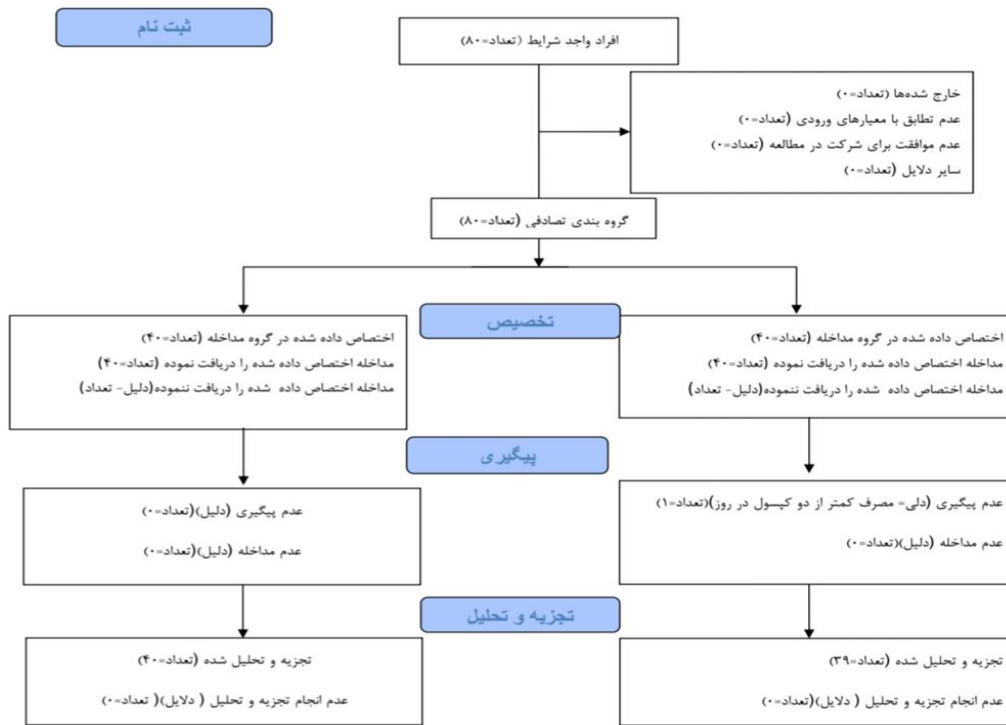 ثبت نام
افراد واجد شرایط (تعداد=۸۰)
خارج شده‌ها (تعداد=۰)
عدم تطابق با معیارهای ورودی (تعداد=۰)
عدم موافقت برای شرکت در مطالعه (تعداد=۰)
سایر دلایل (تعداد=۰)
گروه بندی تصادفی (تعداد=۸۰)
تخصیص
اختصاص داده شده در گروه مداخله (تعداد=۴۰)
مداخله اختصاص داده شده را دریافت نموده (تعداد=۴۰)
مداخله اختصاص داده شده را دریافت ننموده(دلیل- تعداد)
اختصاص داده شده در گروه مداخله (تعداد=۴۰)
مداخله اختصاص داده شده را دریافت نموده (تعداد=۴۰)
مداخله اختصاص داده شده را دریافت ننموده(دلیل- تعداد)
پیگیری
عدم پیگیری (دلی= مصرف کمتر از دو کپسول در روز)(تعداد=۱)
عدم مداخله (دلیل)(تعداد=۰)
عدم پیگیری (دلیل)(تعداد=۰)
عدم مداخله (دلیل)(تعداد=۰)
تجزیه و تحلیل
تجزیه و تحلیل شده (تعداد=۳۹)
عدم انجام تجزیه و تحلیل ( دلایل)(تعداد=۰)
تجزیه و تحلیل شده (تعداد=۴۰)
عدم انجام تجزیه و تحلیل ( دلایل)( تعداد=۰)